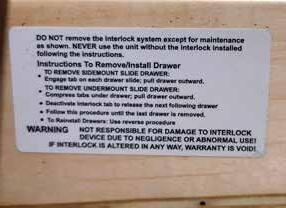 DO NOT remove the interlock system except for maintenance
as shown. NEVER use the unit without the interlock installed
following the instructions.
Instructions To Remove/Install Drawer
TO REMOVE SIDEMOUNT SLIDE DRAWER:
• Engage tab on each drawer slide; pull drawer outward.
TO REMOVE UNDERMOUNT SLIDE DRAWER:
Compress tabs under drawer; pull drawer outward.
• Deactivate interlock tab to release the next following drawer
• Follow this procedure until the last drawer is removed.
• To Reinstall Drawers: Use reverse procedure
WARNING NOT RESPONSIBLE FOR DAMAGE TO INTERLOCK
DEVICE DUE TO NEGLIGENCE OR ABNORMAL USE!
IF INTERLOCK IS ALTERED IN ANY WAY, WARRANTY IS VOID!